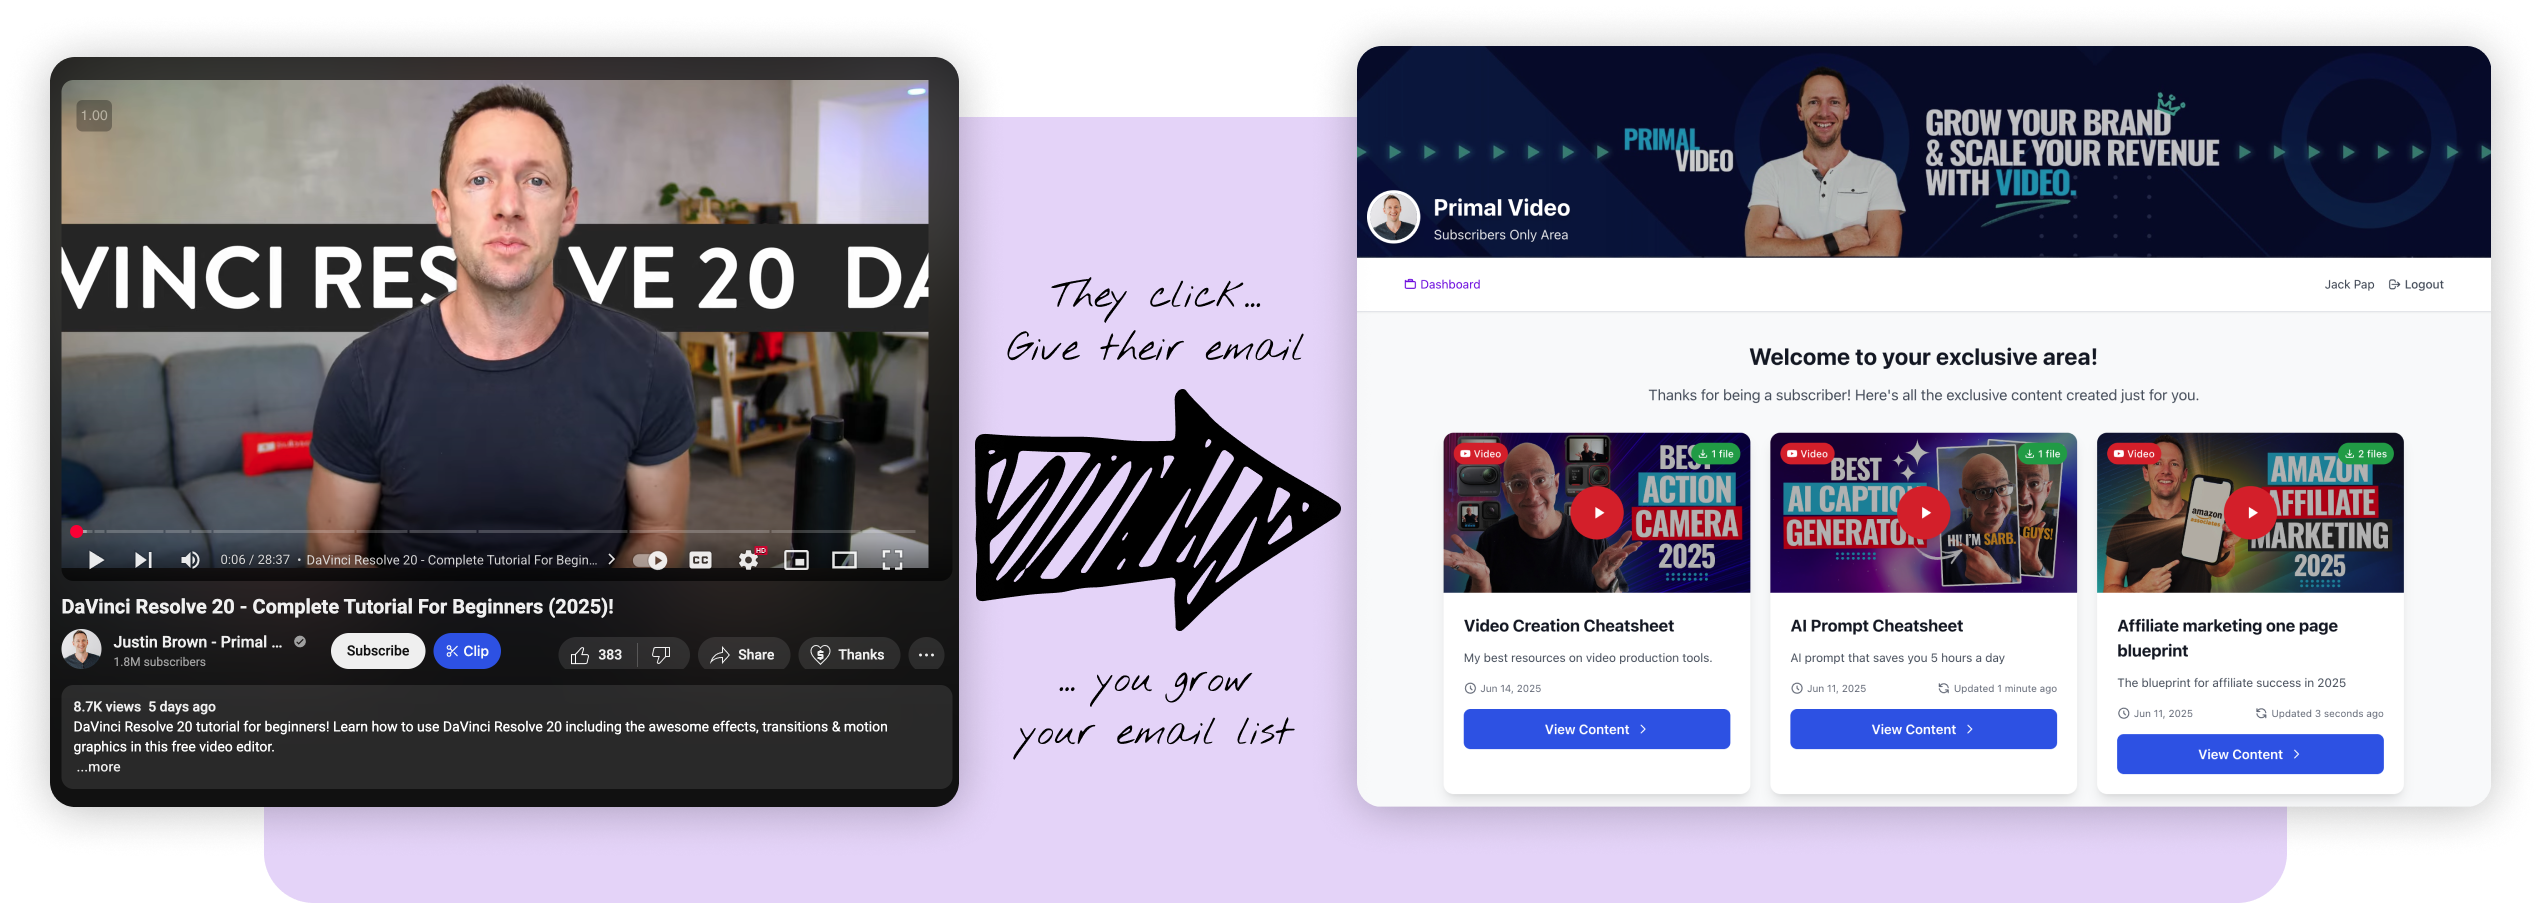 1.00
VINCI RES VE 20 DA
0:06 / 28:37 • DaVinci Resolve 20 - Complete Tutorial For Begin...
CC
HD
DaVinci Resolve 20 - Complete Tutorial For Beginners (2025)!
Justin Brown - Primal ...
1.8M subscribers
Subscribe
Clip
383
Share
Thanks
8.7K views 5 days ago
DaVinci Resolve 20 tutorial for beginners! Learn how to use DaVinci Resolve 20 including the awesome effects, transitions & motion
graphics in this free video editor.
...more
They click...
Give their email
... you grow
your email list
PRIMAL
VIDEO
GROW YOUR BRAND
& SCALE YOUR REVENUE
WITH VIDEO.
Primal Video
Subscribers Only Area
Dashboard
Jack Pap
Logout
Welcome to your exclusive area!
Thanks for being a subscriber! Here's all the exclusive content created just for you.
Video
1 file
BEST
ACTION
CAMERA
2025
Video Creation Cheatsheet
My best resources on video production tools.
Jun 14, 2025
View Content
Video
1 file
BEST
AI CAPTION
GENERATOR
HI! I'M SARB.
GUYS!
AI Prompt Cheatsheet
AI prompt that saves you 5 hours a day
Jun 11, 2025
Updated 1 minute ago
View Content
Video
2 files
AMAZON
AFFILIATE
MARKETING
2025
amazon
associates
Affiliate marketing one page
blueprint
The blueprint for affiliate success in 2025
Jun 11, 2025
Updated 3 seconds ago
View Content